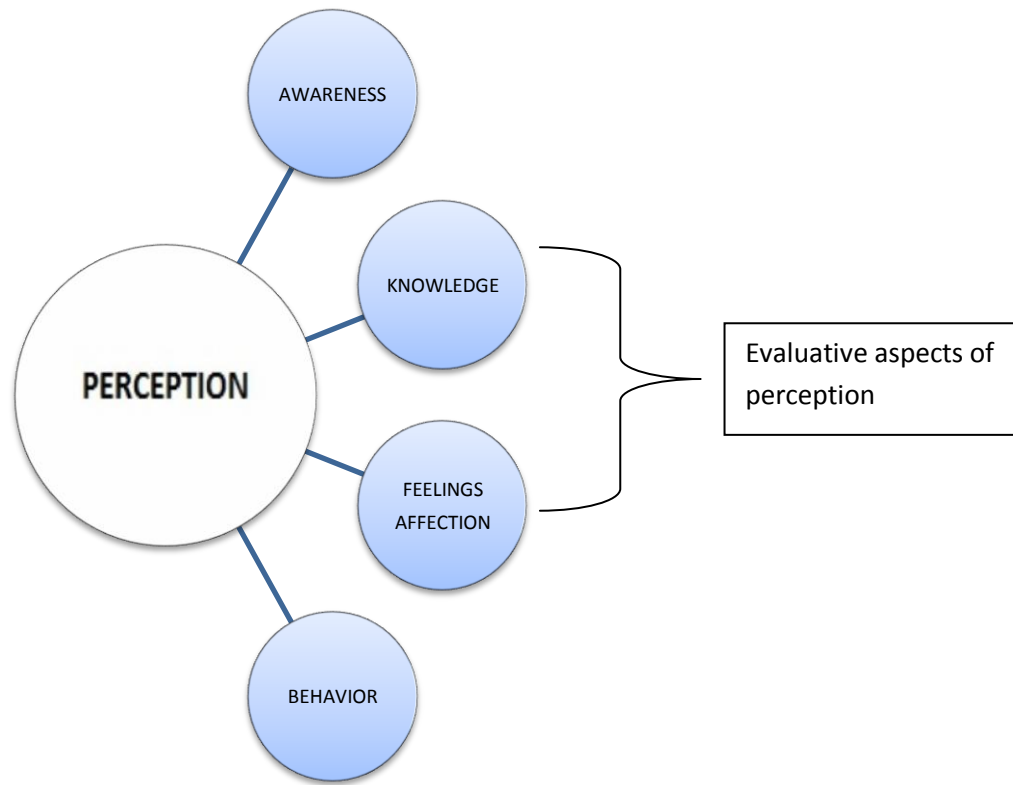 AWARENESS
KNOWLEDGE
PERCEPTION
Evaluative aspects of
perception
FEELINGS
AFFECTION
BEHAVIOR